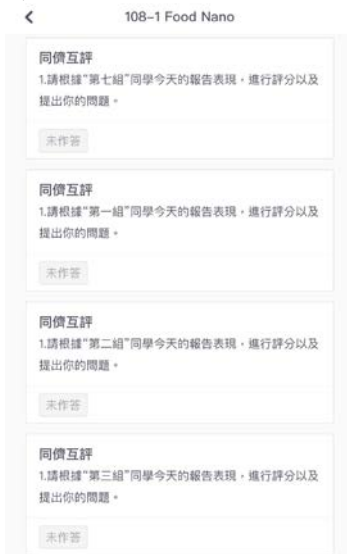 108-1 Food Nano
同儕互評
1.請根據"第七組"同學今天的報告表現，進行評分以及
提出你的問題。
未作答
同儕互評
1.請根據"第一組"同學今天的報告表現，進行評分以及
提出你的問題。
未作答
同儕互評
1.請根據"第二組"同學今天的報告表現，進行評分以及
提出你的問題。
未作答
同儕互評
1.請根據"第三組"同學今天的報告表現，進行評分以及
提出你的問題。
未作答